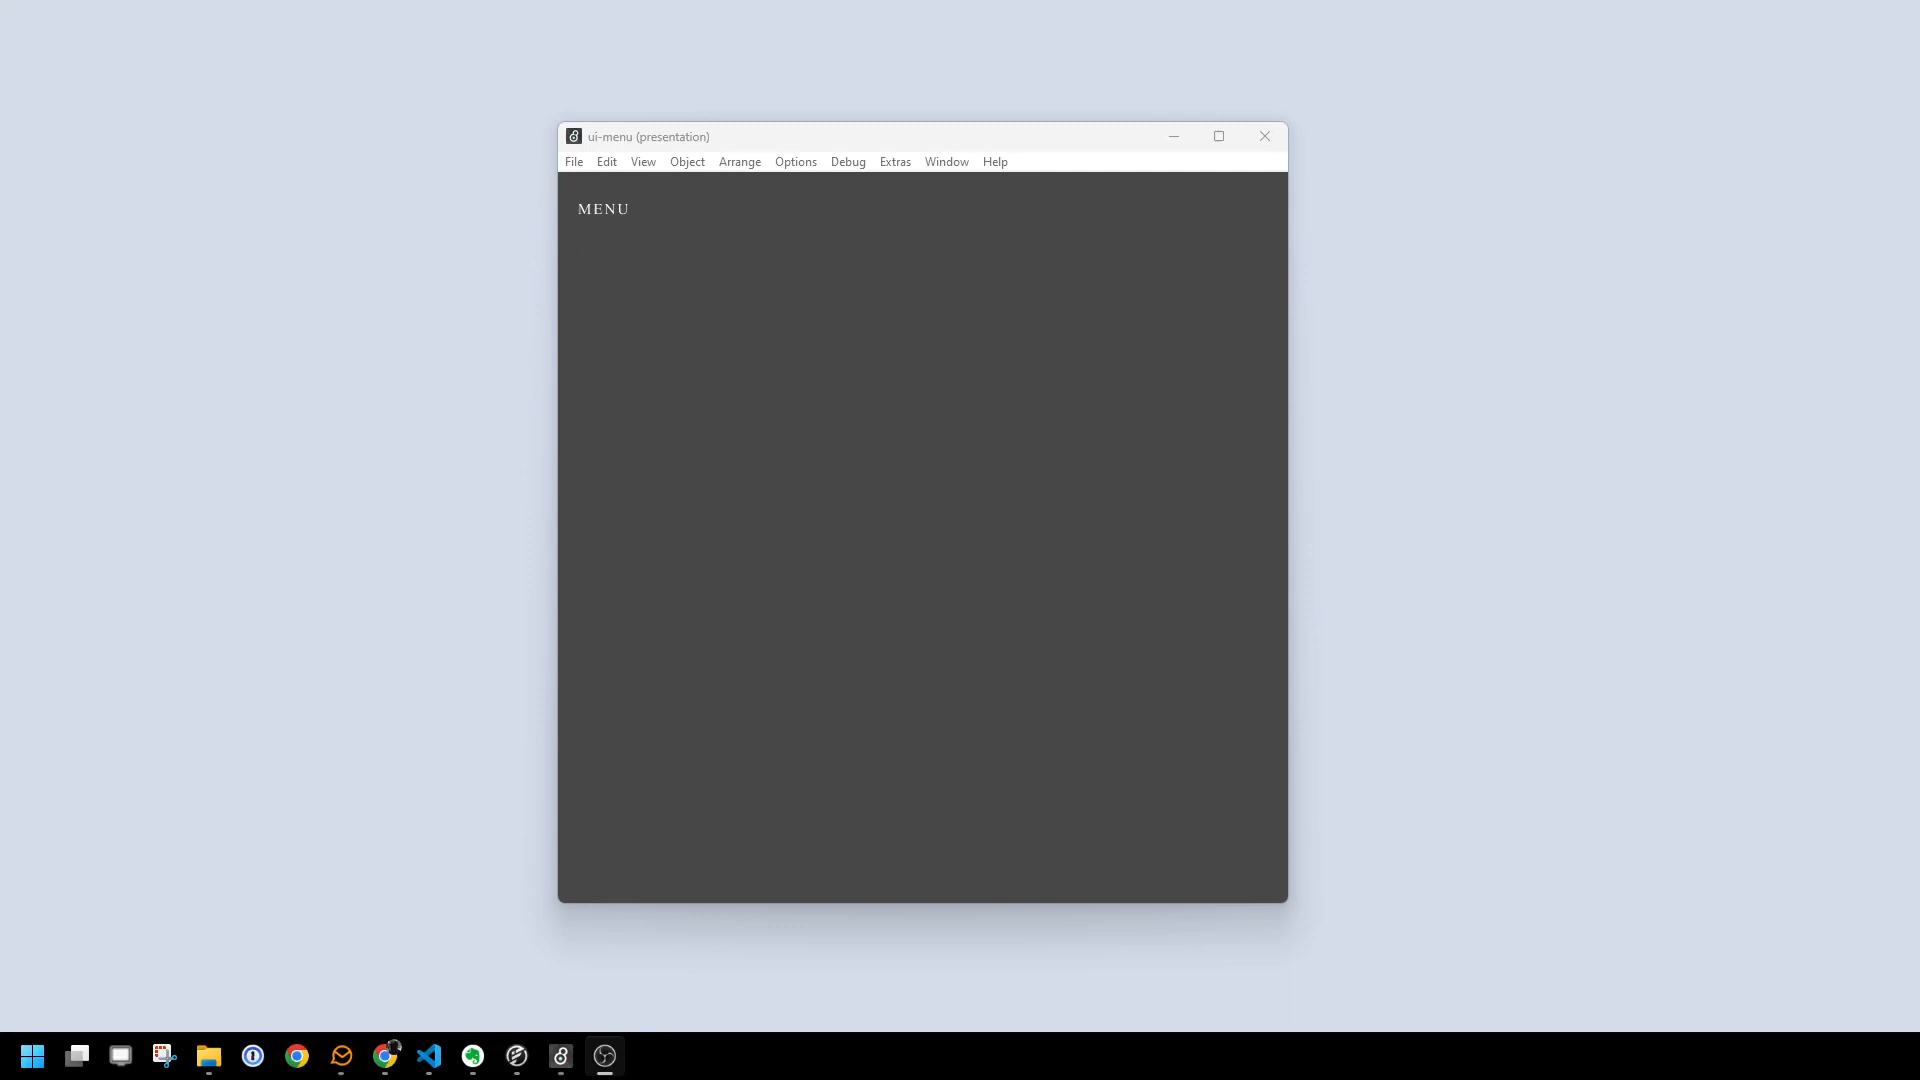 ui-menu (presentation)
File Edit View Object Arrange Options Debug Extras Window Help
MENU